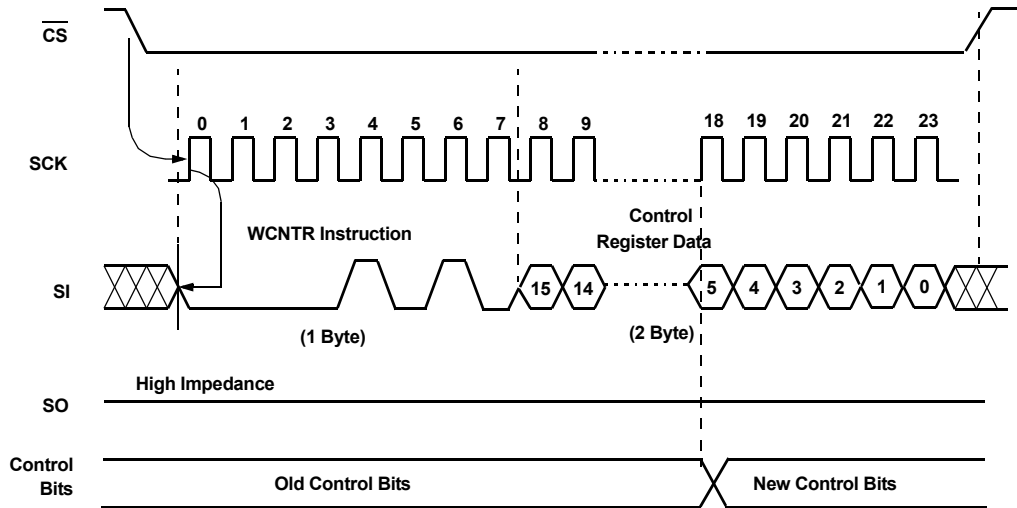 CS
0 1 2 3 4 5 6 7 8 9 18 19 20 21 22 23
SCK
WCNTR Instruction
Control
Register Data
SI
15 14 5 4 3 2 1 0
(1 Byte)
(2 Byte)
High Impedance
SO
Control
Bits
Old Control Bits
New Control Bits